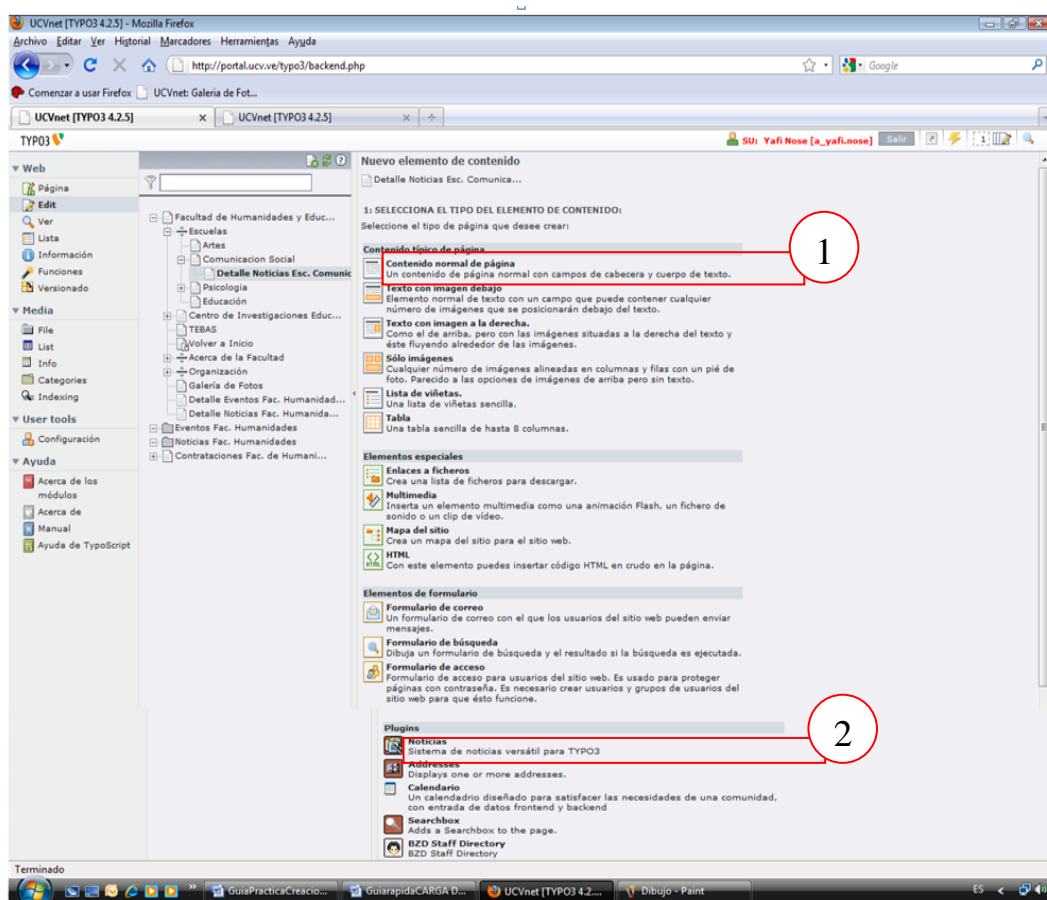 UCVnet [TYPO3 4.2.5] - Mozilla Firefox
Archivo Editar Ver Historial Marcadores Herramientas Ayuda
http://portal.ucv.ve/typo3/backend.php
Google
Comenzar a usar Firefox UCVnet: Galeria de Fot...
UCVnet [TYPO3 4.2.5] x UCVnet [TYPO3 4.2.5] x
TYPO3
SU: Yafi Nose [a_yafi.nose] Salir 1
Web
Página
Edit
Ver
Lista
Información
Funciones
Versionado
Media
File
List
Info
Categories
Indexing
User tools
Configuración
Ayuda
Acerca de los
módulos
Acerca de
Manual
Ayuda de TypoScript
Facultad de Humanidades y Educ...
Escuelas
Artes
Comunicacion Social
Detalle Noticias Esc. Comunic
Psicologia
Educación
Centro de Investigaciones Educ...
TEBAS
Volver a Inicio
Acerca de la Facultad
Organización
Galería de Fotos
Detalle Eventos Fac. Humanidad...
Detalle Noticias Fac. Humanida...
Eventos Fac. Humanidades
Noticias Fac. Humanidades
Contrataciones Fac. de Humani...
Nuevo elemento de contenido
Detalle Noticias Esc. Comunica...
1: SELECCIONA EL TIPO DEL ELEMENTO DE CONTENIDO:
Seleccione el tipo de página que desee crear:
Contenido típico de página
1
Contenido normal de página
Un contenido de página normal con campos de cabecera y cuerpo de texto.
Texto con imagen debajo
Elemento normal de texto con un campo que puede contener cualquier
número de imágenes que se posicionarán debajo del texto.
Texto con imagen a la derecha.
Como el de arriba, pero con las imágenes situadas a la derecha del texto y
éste fluyendo alrededor de las imágenes.
Sólo imágenes
Cualquier número de imágenes alineadas en columnas y filas con un pié de
foto. Parecido a las opciones de imágenes de arriba pero sin texto.
Lista de viñetas.
Una lista de viñetas sencilla.
Tabla
Una tabla sencilla de hasta 8 columnas.
Elementos especiales
Enlaces a ficheros
Crea una lista de ficheros para descargar.
Multimedia
Inserta un elemento multimedia como una animación Flash, un fichero de
sonido o un clip de vídeo.
Mapa del sitio
Crea un mapa del sitio para el sitio web.
HTML
Con este elemento puedes insertar código HTML en crudo en la página.
Elementos de formulario
Formulario de correo
Un formulario de correo con el que los usuarios del sitio web pueden enviar
mensajes.
Formulario de búsqueda
Dibuja un formulario de búsqueda y el resultado si la búsqueda es ejecutada.
Formulario de acceso
Formulario de acceso para usuarios del sitio web. Es usado para proteger
páginas con contraseña. Es necesario crear usuarios y grupos de usuarios del
sitio web para que ésto funcione.
Plugins
2
Noticias
Sistema de noticias versátil para TYPO3
Addresses
Displays one or more addresses.
Calendario
Un calendadrio diseñado para satisfacer las necesidades de una comunidad,
con entrada de datos frontend y backend
Searchbox
Adds a Searchbox to the page.
BZD Staff Directory
BZD Staff Directory
Terminado
GuiaPracticaCreacio... GuiarapidaCARGA D... UCVnet [TYPO3 4.2.... Dibujo - Paint ES